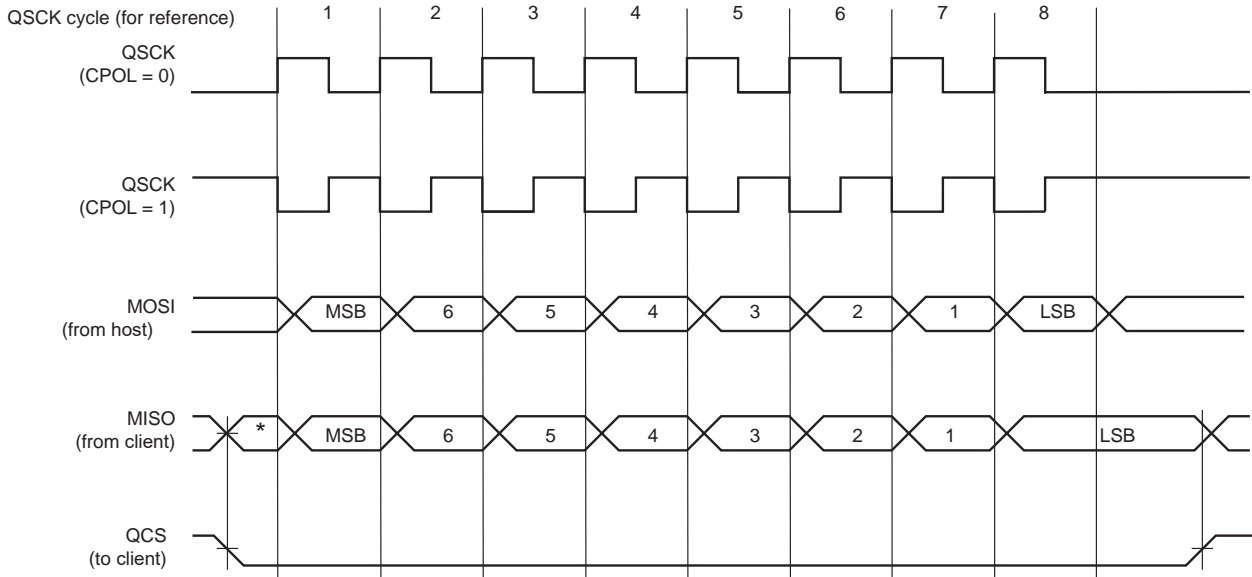 QSCK cycle (for reference) 1 2 3 4 5 6 7 8
QSCK
(CPOL = 0)
QSCK
(CPOL = 1)
MOSI
(from host)
MSB 6 5 4 3 2 1 LSB
MISO
(from client)
* MSB 6 5 4 3 2 1 LSB
QCS
(to client)